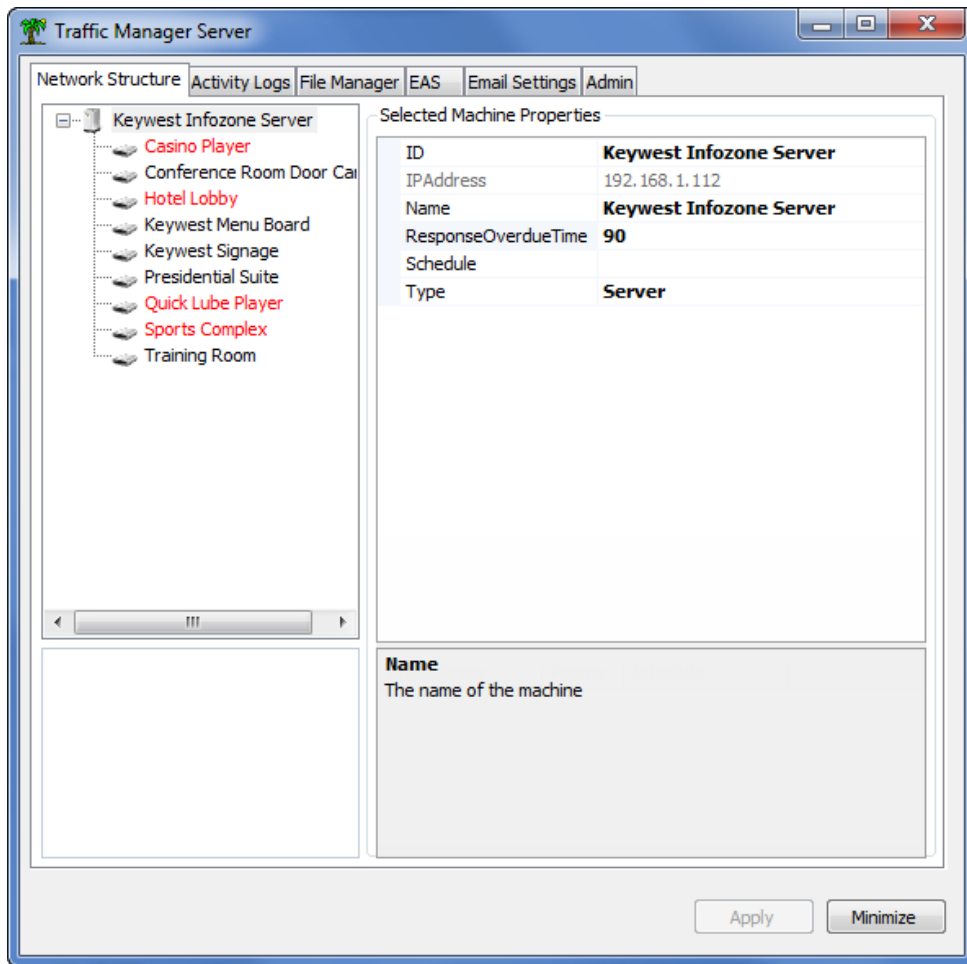 Traffic Manager Server
Network Structure Activity Logs File Manager EAS Email Settings Admin
Keywest Infozone Server
Casino Player
Conference Room Door Car
Hotel Lobby
Keywest Menu Board
Keywest Signage
Presidential Suite
Quick Lube Player
Sports Complex
Training Room
Selected Machine Properties
ID Keywest Infozone Server
IPAddress 192.168.1.112
Name Keywest Infozone Server
ResponseOverdueTime 90
Schedule
Type Server
Name
The name of the machine
Apply Minimize